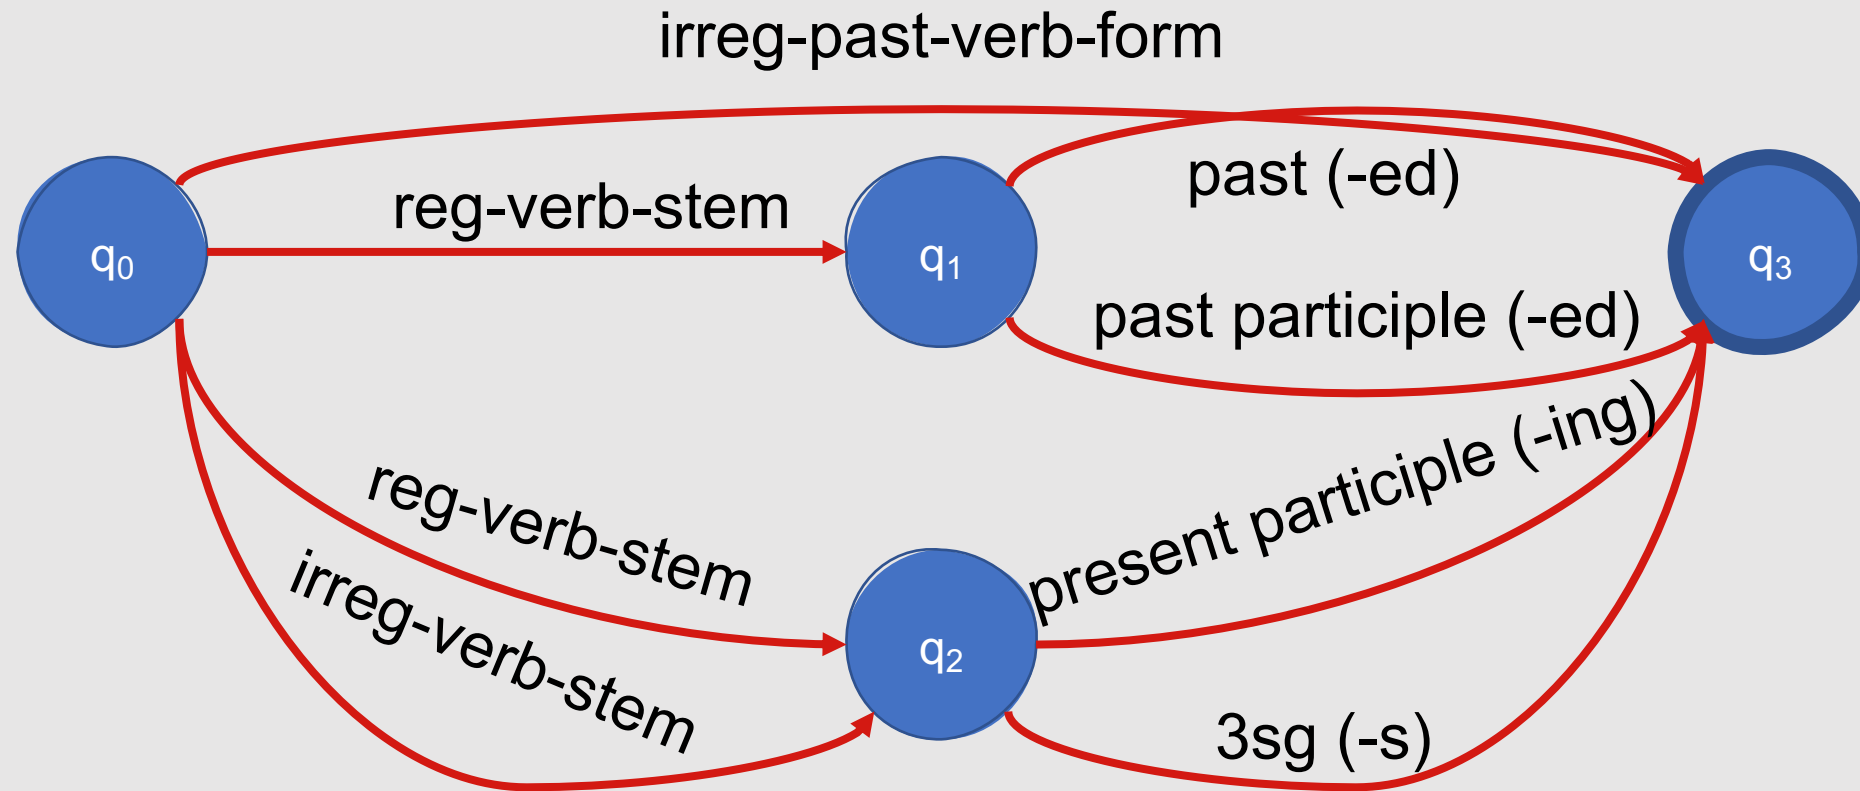 irreg-past-verb-form
past (-ed)
reg-verb-stem
q₀
q₁
q₃
past participle (-ed)
present participle (-ing)
reg-verb-stem
irreg-verb-stem
q₂
3sg (-s)